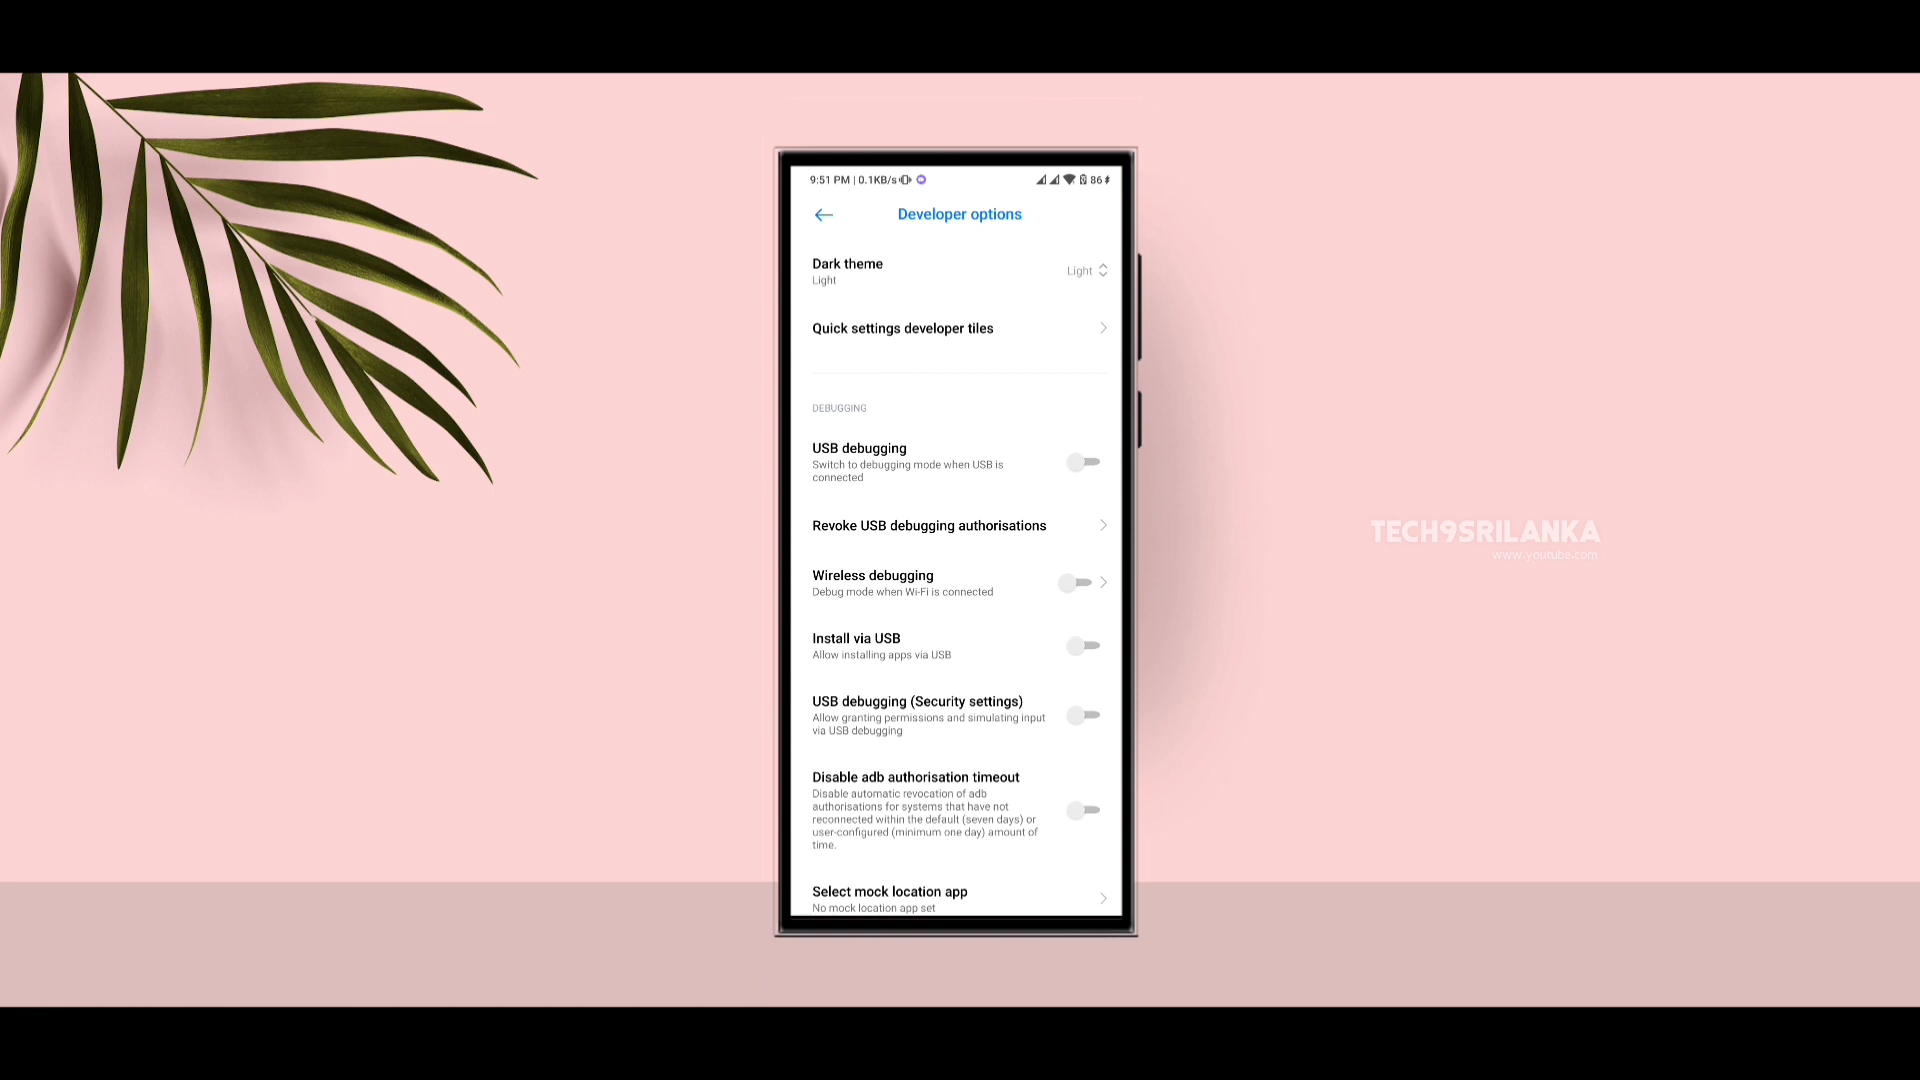 9:51 PM | 0.1KB/s 86
Developer options
Dark theme
Light
Light
Quick settings developer tiles
DEBUGGING
USB debugging
Switch to debugging mode when USB is
connected
Revoke USB debugging authorisations
Wireless debugging
Debug mode when Wi-Fi is connected
Install via USB
Allow installing apps via USB
USB debugging (Security settings)
Allow granting permissions and simulating input
via USB debugging
Disable adb authorisation timeout
Disable automatic revocation of adb
authorisations for systems that have not
reconnected within the default (seven days) or
user-configured (minimum one day) amount of
time.
Select mock location app
No mock location app set
TECH9SRILANKA
www.youtube.com